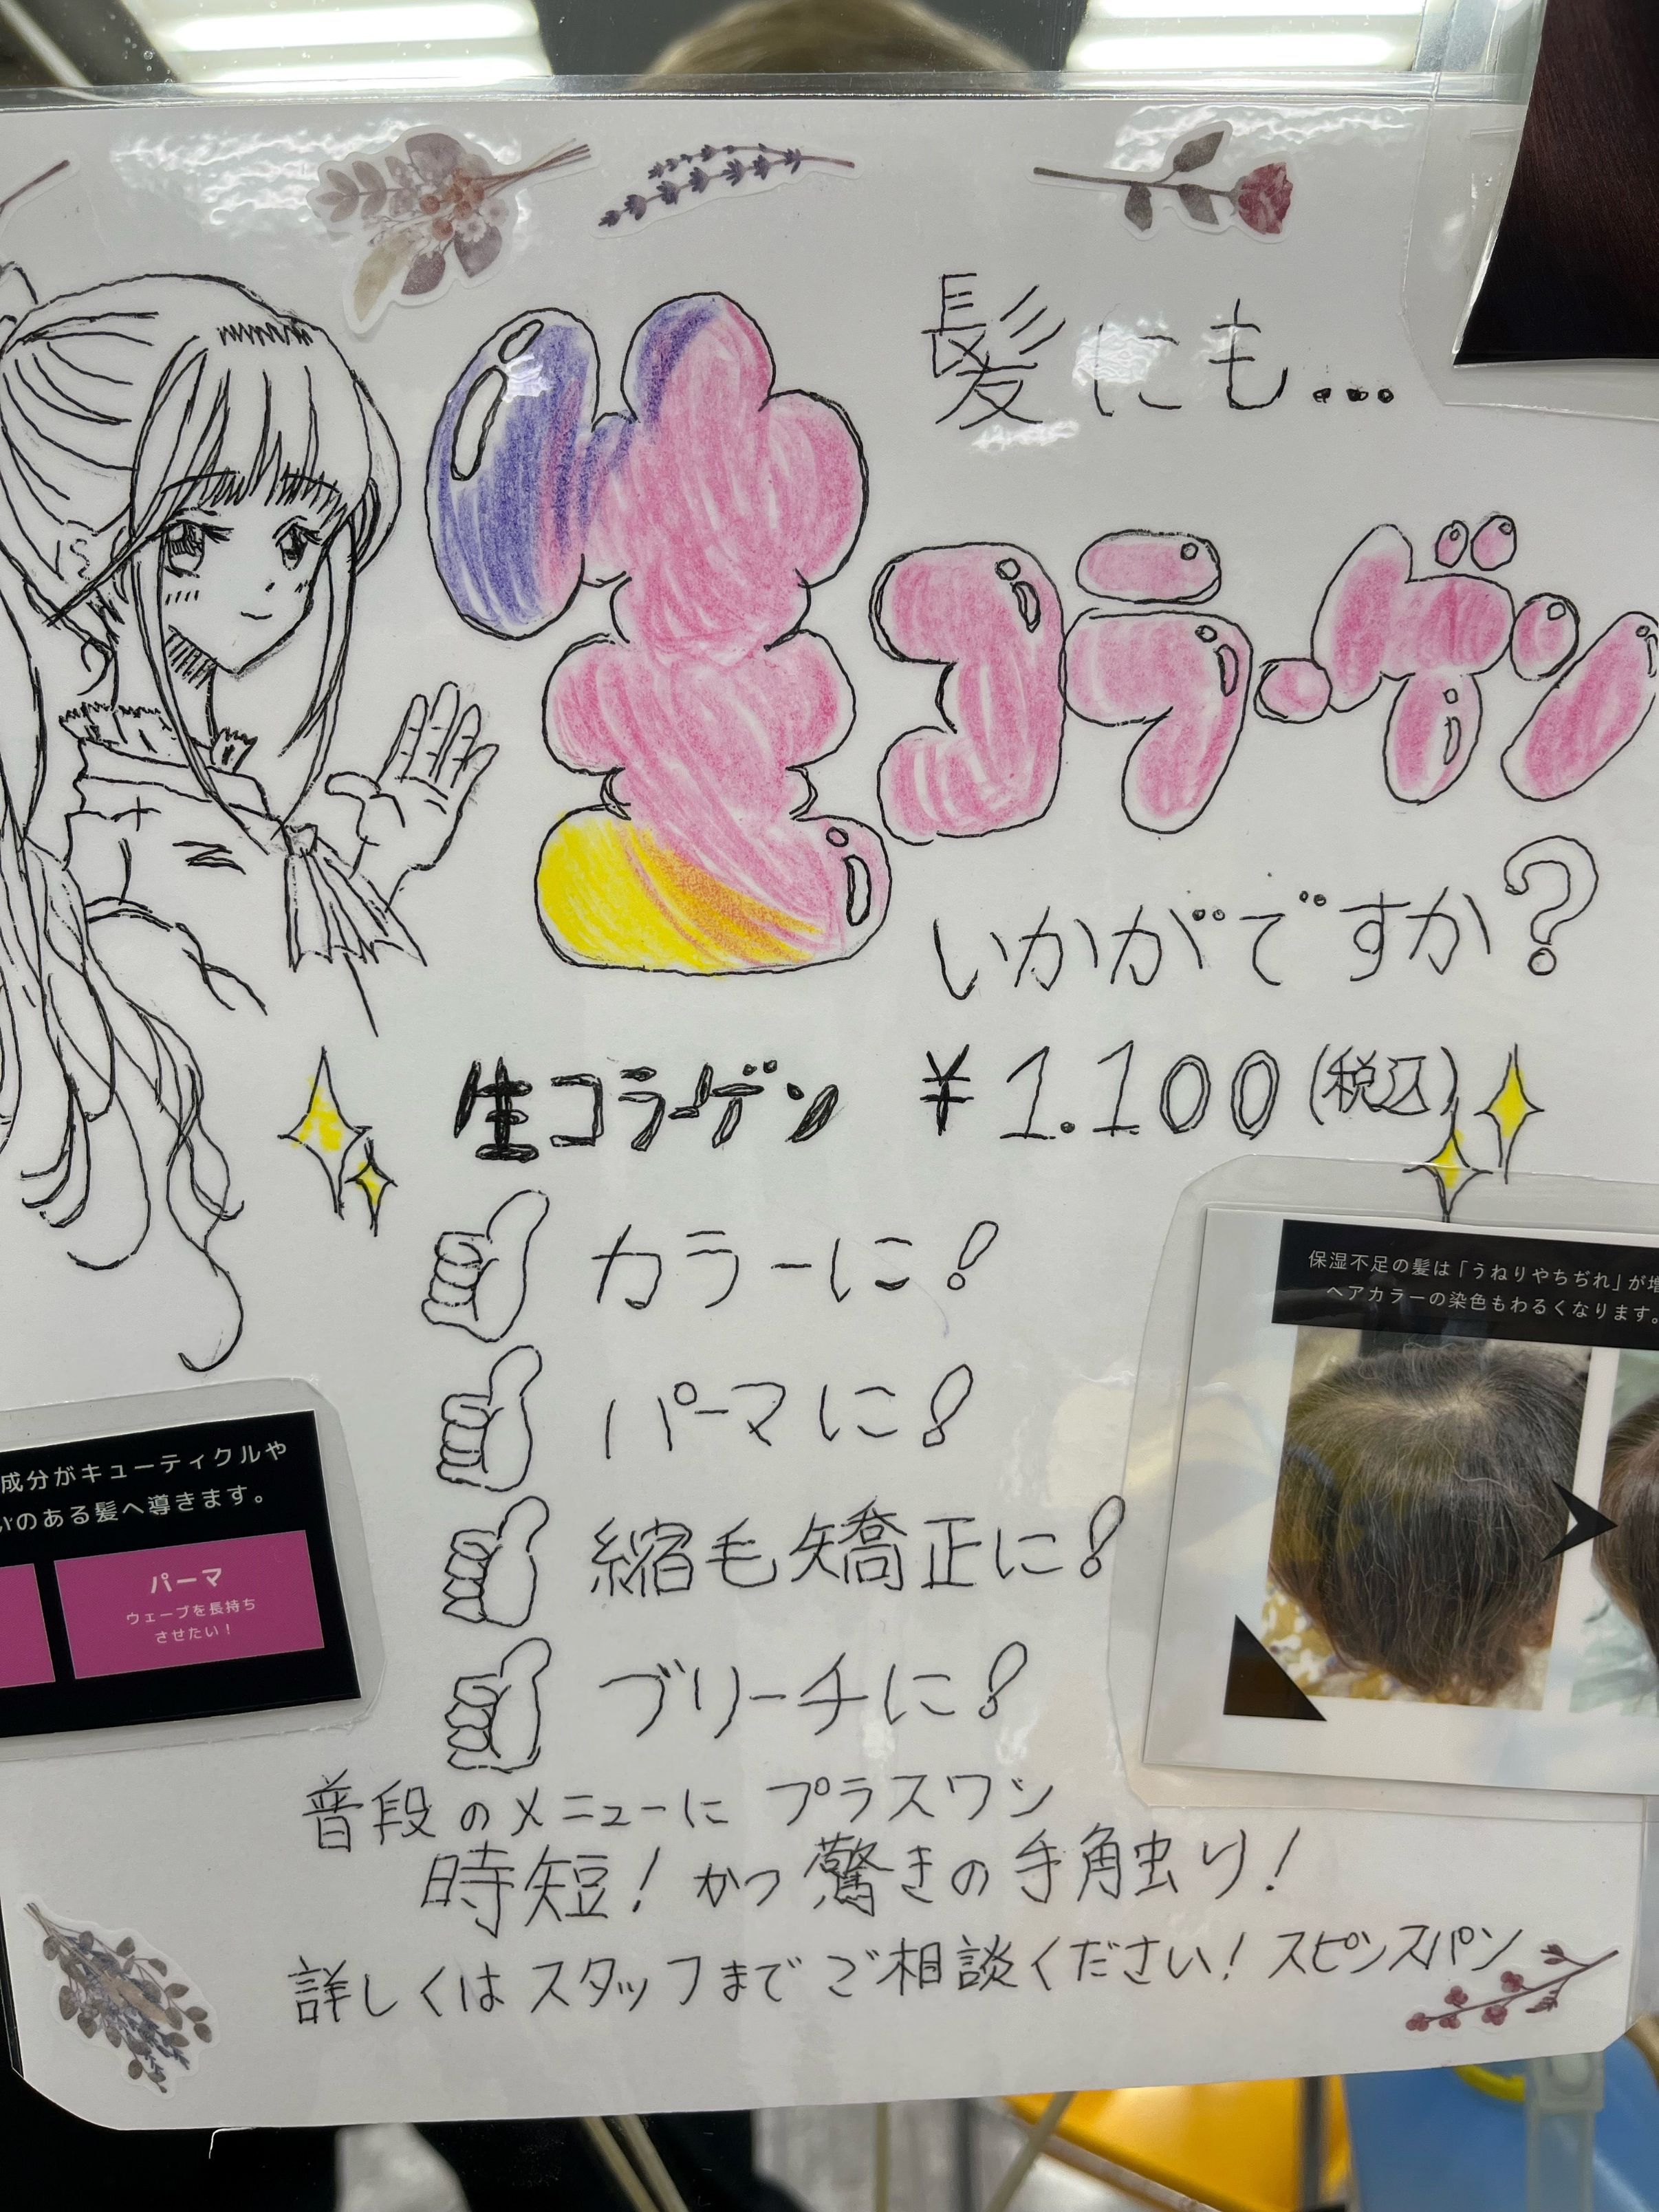 髪にも...
生コラーゲン
いかがですか?
生コラーゲン ¥1.100(税込)
カラーに!
パーマに!
縮毛矯正に!
ブリーチに!
保湿不足の髪は「うねりやちぢれ」が増
ヘアカラーの染色もわるくなります。
成分がキューティクルや
いのある髪へ導きます。
パーマ
ウェーブを長持ち
させたい!
普段のメニューにプラスワン
時短!かつ驚きの手触り!
詳しくはスタッフまでご相談ください!スピンスパン